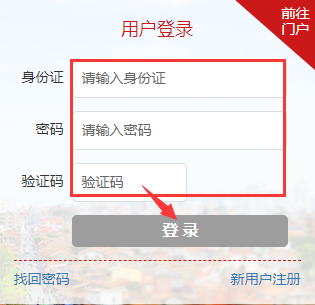 前往
门户
用户登录
身份证 请输入身份证
密码 请输入密码
验证码 验证码
登录
找回密码 新用户注册